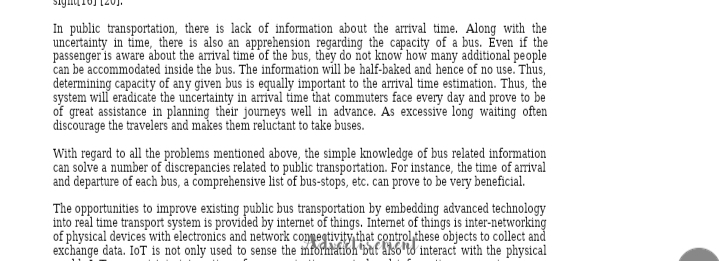 sight[16] [20].
In public transportation, there is lack of information about the arrival time. Along with the
uncertainty in time, there is also an apprehension regarding the capacity of a bus. Even if the
passenger is aware about the arrival time of the bus, they do not know how many additional people
can be accommodated inside the bus. The information will be half-baked and hence of no use. Thus,
determining capacity of any given bus is equally important to the arrival time estimation. Thus, the
system will eradicate the uncertainty in arrival time that commuters face every day and prove to be
of great assistance in planning their journeys well in advance. As excessive long waiting often
discourage the travelers and makes them reluctant to take buses.
With regard to all the problems mentioned above, the simple knowledge of bus related information
can solve a number of discrepancies related to public transportation. For instance, the time of arrival
and departure of each bus, a comprehensive list of bus-stops, etc. can prove to be very beneficial.
The opportunities to improve existing public bus transportation by embedding advanced technology
into real time transport system is provided by internet of things. Internet of things is inter-networking
of physical devices with electronics and network connectivity that control these objects to collect and
Advertisement
exchange data. IoT is not only used to sense the information but also to interact with the physical